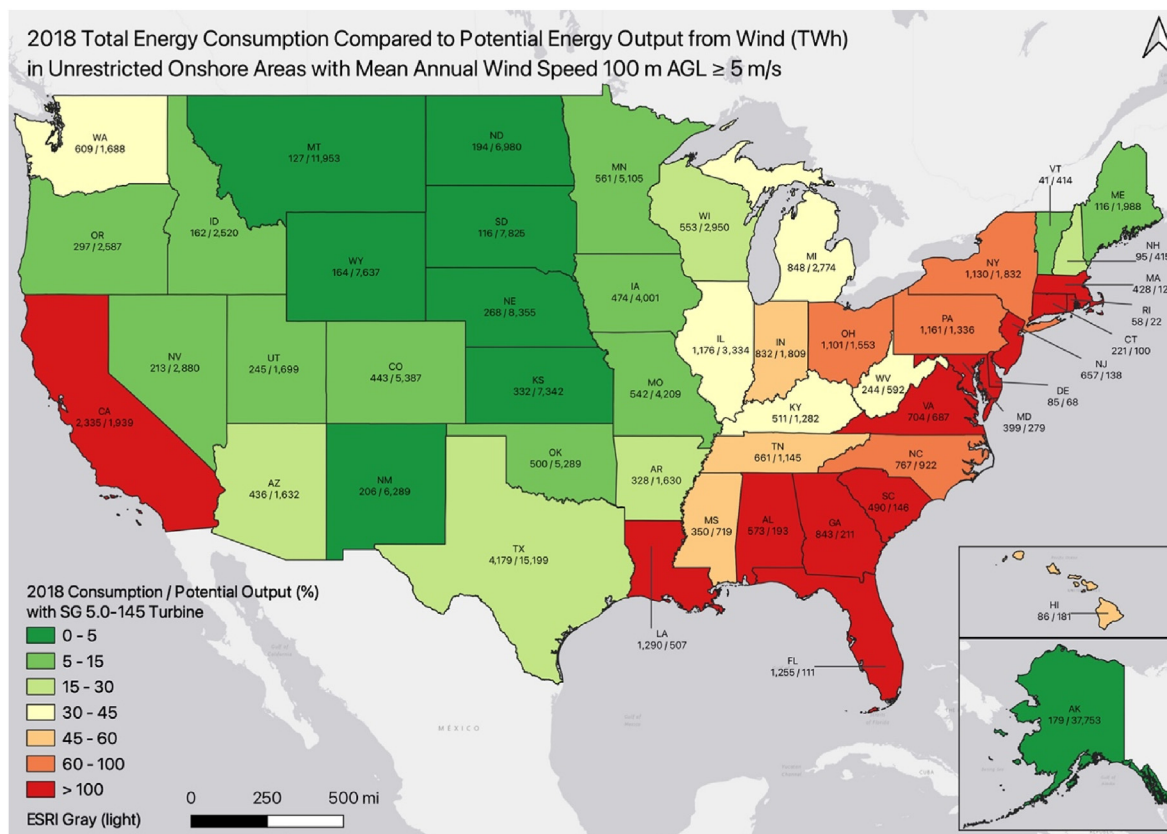 2018 Total Energy Consumption Compared to Potential Energy Output from Wind (TWh)
in Unrestricted Onshore Areas with Mean Annual Wind Speed 100 m AGL ≥ 5 m/s
WA
609 / 1,688
MT
127 / 11,953
ND
194 / 6,980
MN
561 / 5,105
VT
41 / 414
ME
116 / 1,988
OR
297 / 2,587
ID
162 / 2,520
SD
116 / 7,825
WI
553 / 2,950
MI
848 / 2,774
NY
1,130 / 1,832
NH
95 / 415
MA
428 / 12
RI
58 / 22
CT
221 / 100
WY
164 / 7,637
IA
474 / 4,001
NE
268 / 8,355
PA
1,161 / 1,336
NJ
657 / 138
NV
213 / 2,880
UT
245 / 1,699
CO
443 / 5,387
IL
1,176 / 3,334
IN
832 / 1,809
OH
1,101 / 1,553
DE
85 / 68
MD
399 / 279
CA
2,335 / 1,939
KS
332 / 7,342
MO
542 / 4,209
WV
244 / 592
KY
511 / 1,282
VA
704 / 687
AZ
436 / 1,632
NM
206 / 6,289
OK
500 / 5,289
AR
328 / 1,630
TN
661 / 1,145
NC
767 / 922
SC
490 / 146
MS
350 / 719
AL
573 / 193
GA
843 / 211
TX
4,179 / 15,199
LA
1,290 / 507
FL
1,255 / 111
HI
86 / 181
AK
179 / 37,753
MÉXICO
Gulf of
Mexico
CUBA
2018 Consumption / Potential Output (%)
with SG 5.0-145 Turbine
0 - 5
5 - 15
15 - 30
30 - 45
45 - 60
60 - 100
> 100
0 250 500 mi
ESRI Gray (light)